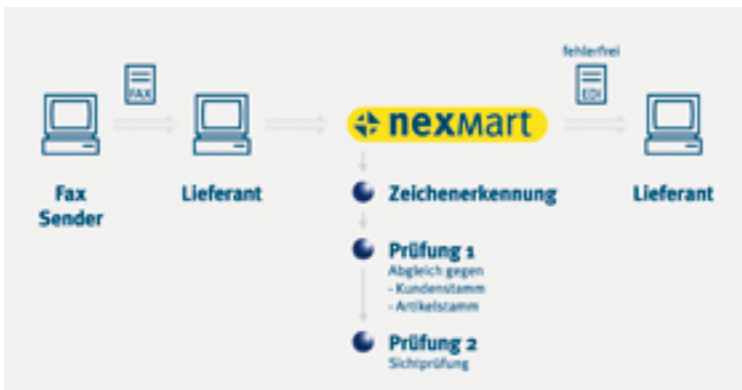 fehlerfrei
FAX
EDI
nexmart
Fax
Sender
Lieferant
Zeichenerkennung
Lieferant
Prüfung 1
Abgleich gegen
- Kundenstamm
- Artikelstamm
Prüfung 2
Sichtprüfung